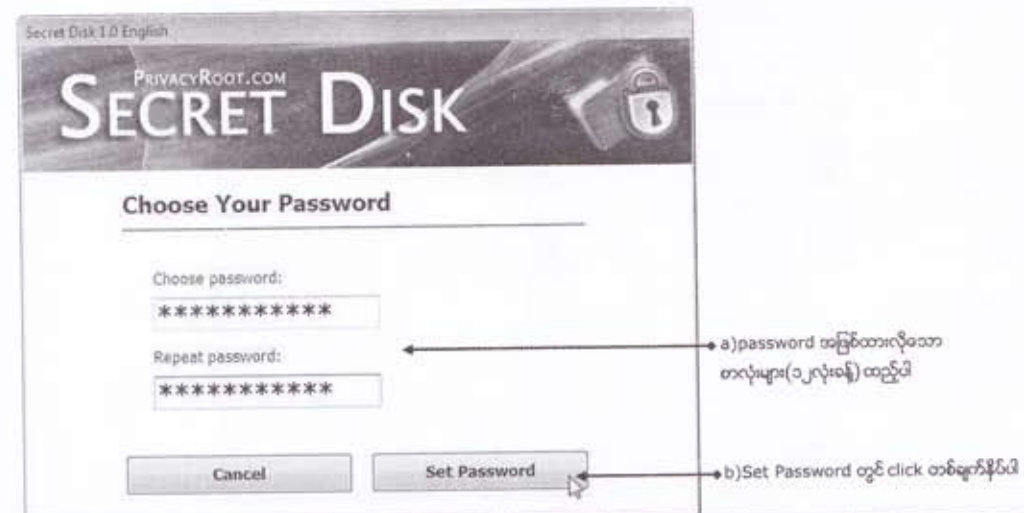 Secret Disk 1.0 English
PRIVACYROOT.COM
SECRET DISK
Choose Your Password
Choose password:
***********
Repeat password:
***********
a)password အဖြစ်ထားလိုသော
စာလုံးများ(၁၂လုံးခန့်) ထည့်ပါ
Cancel
Set Password
b)Set Password တွင် click တစ်ချက်နှိပ်ပါ